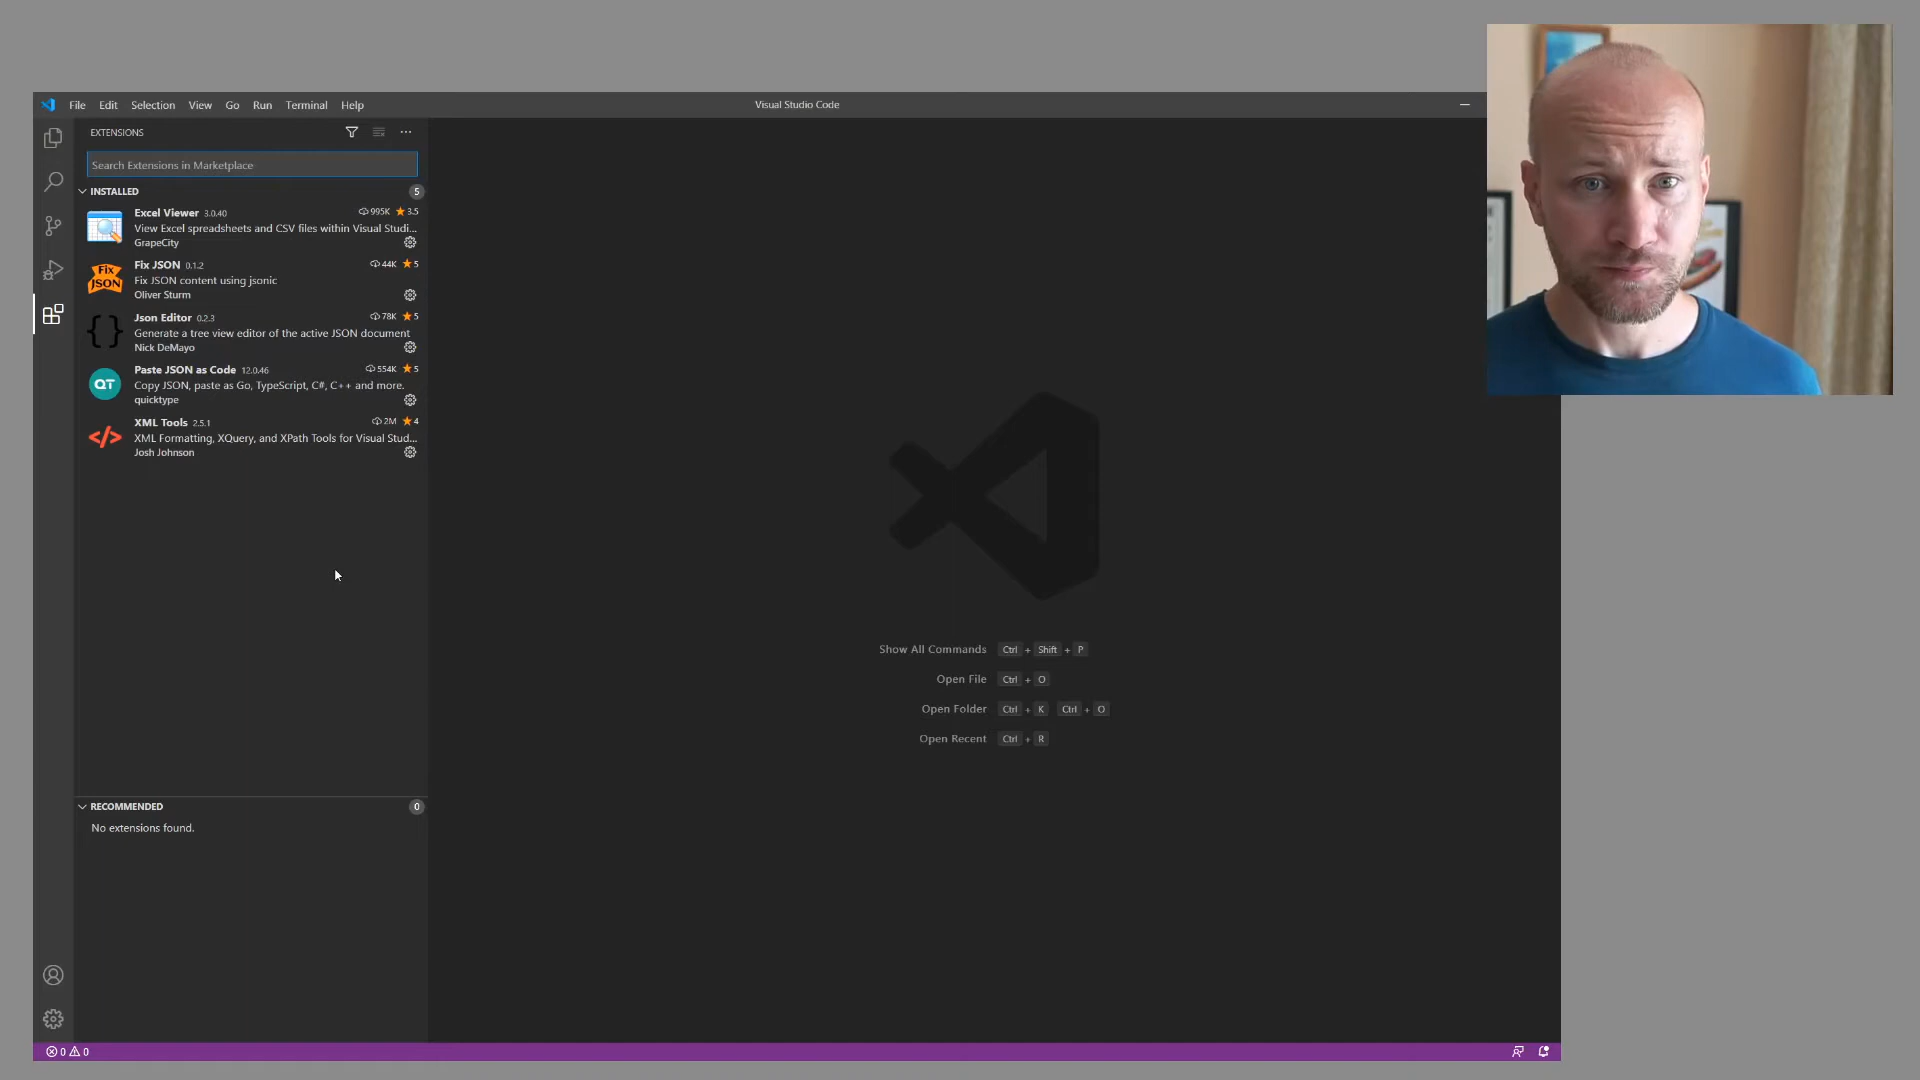 File Edit Selection View Go Run Terminal Help
Visual Studio Code
EXTENSIONS
Search Extensions in Marketplace
INSTALLED 5
Excel Viewer 3.0.40 995K 3.5
View Excel spreadsheets and CSV files within Visual Studi...
GrapeCity
Fix JSON 0.1.2 44K 5
Fix JSON content using jsonic
Oliver Sturm
Json Editor 0.2.3 78K 5
Generate a tree view editor of the active JSON document
Nick DeMayo
Paste JSON as Code 12.0.46 554K 5
Copy JSON, paste as Go, TypeScript, C#, C++ and more.
quicktype
XML Tools 2.5.1 2M 4
XML Formatting, XQuery, and XPath Tools for Visual Stud...
Josh Johnson
Fix
JSON
{}
QT
</>
Show All Commands Ctrl + Shift + P
Open File Ctrl + O
Open Folder Ctrl + K Ctrl + O
Open Recent Ctrl + R
RECOMMENDED 0
No extensions found.
0 0